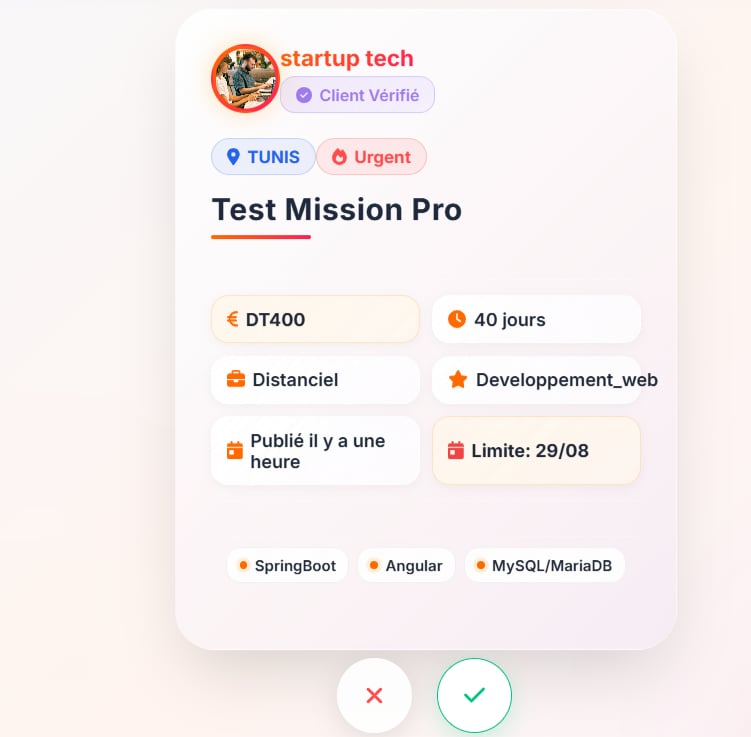 startup tech
Client Vérifié
TUNIS
Urgent
Test Mission Pro
€ DT400
40 jours
Distanciel
Developpement_web
Publié il y a une
heure
Limite: 29/08
SpringBoot
Angular
MySQL/MariaDB